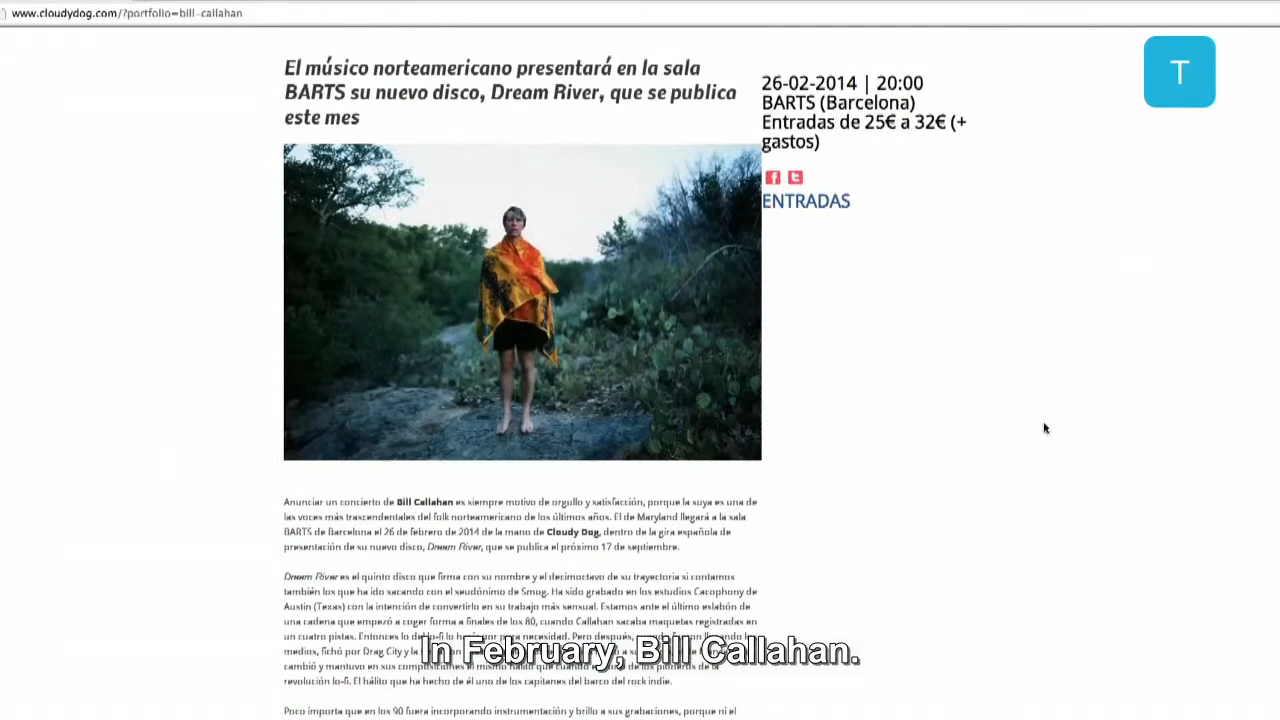 www.cloudydog.com/?portfolio=bill-callahan
T
El músico norteamericano presentará en la sala
BARTS su nuevo disco, Dream River, que se publica
este mes
26-02-2014 | 20:00
BARTS (Barcelona)
Entradas de 25€ a 32€ (+
gastos)
ENTRADAS
Anunciar un concierto de Bill Callahan es siempre motivo de orgullo y satisfacción, porque la suya es una de
las voces más trascendentales del folk norteamericano de los últimos años. El de Maryland llegará a la sala
BARTS de Barcelona el 26 de febrero de 2014 de la mano de Cloudy Dog, dentro de la gira española de
presentación de su nuevo disco, Dream River, que se publica el próximo 17 de septiembre.
Dream River es el quinto disco que firma con su nombre y el decimoctavo de su trayectoria si contamos
también los que ha ido sacando con el seudónimo de Smog. Ha sido grabado en los estudios Cacophony de
Austin (Texas) con la intención de convertirlo en su trabajo más sensual. Estamos ante el último eslabón de
una cadena que empezó a coger forma a finales de los 80, cuando Callahan sacaba maquetas registradas en
un cuatro pistas. Entonces lo del lo-fi lo hacía por pura necesidad. Pero después,
medios, fichó por Drag City y la
cambió y mantuvo en sus composiciones el mismo hálito que cuando
revolución lo-fi. El hálito que ha hecho de él uno de los capitanes del barco del rock indie.
In February, Bill Callahan.
Poco importa que en los 90 fuera incorporando instrumentación y brillo a sus grabaciones, porque ni el